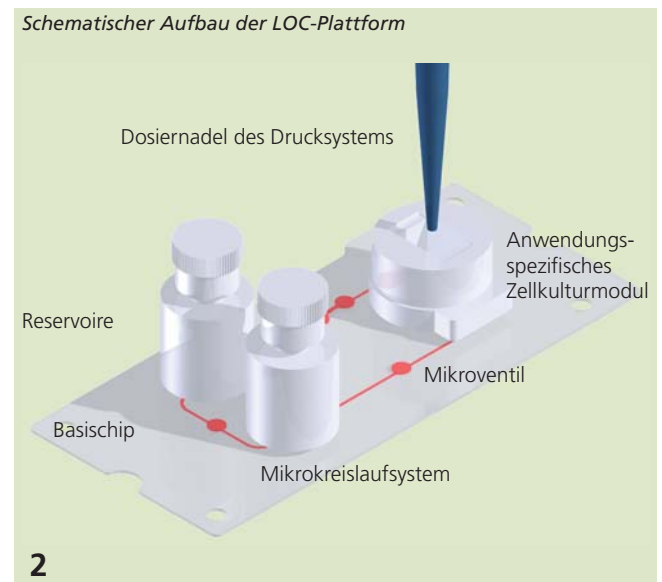 Schematischer Aufbau der LOC-Plattform
Dosiernadel des Drucksystems
Anwendungs-
spezifisches
Zellkulturmodul
Reservoire
Mikroventil
Basischip
Mikrokreislaufsystem
2